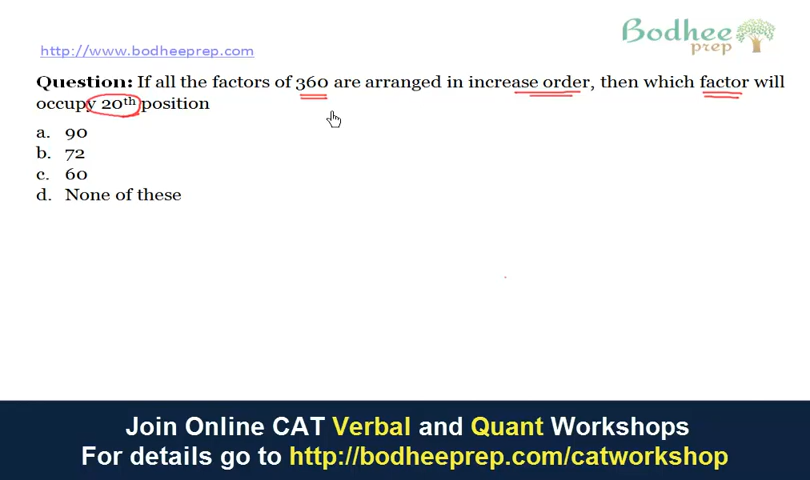 Bodhee
prep
http://www.bodheeprep.com
Question: If all the factors of 360 are arranged in increase order, then which factor will
occupy 20th position
a. 90
b. 72
c. 60
d. None of these
Join Online CAT Verbal and Quant Workshops
For details go to http://bodheeprep.com/catworkshop